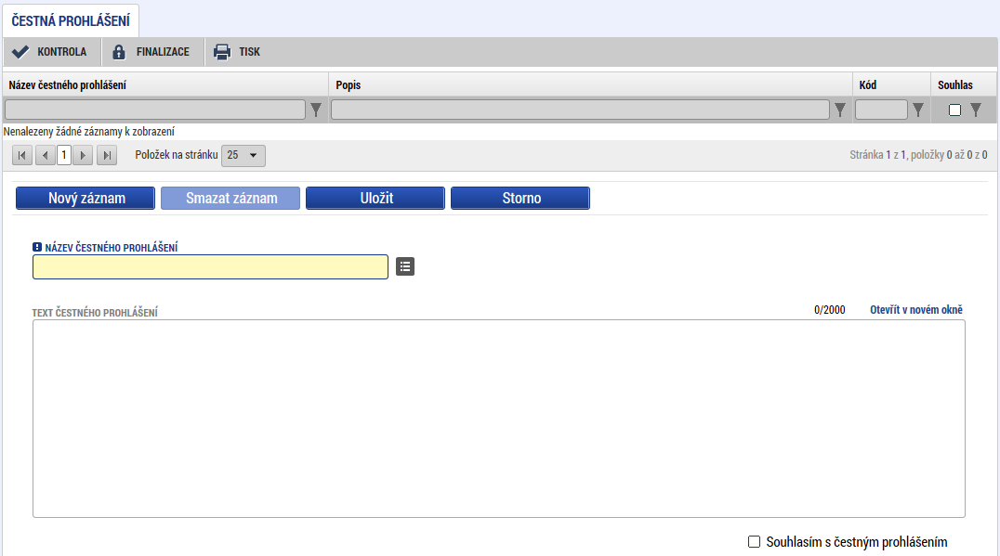 ČESTNÁ PROHLÁŠENÍ
KONTROLA FINALIZACE TISK
Název čestného prohlášení Popis Kód Souhlas
Nenalezeny žádné záznamy k zobrazení
1 Položek na stránku 25 Stránka 1 z 1, položky 0 až 0 z 0
Nový záznam Smazat záznam Uložit Storno
NÁZEV ČESTNÉHO PROHLÁŠENÍ
TEXT ČESTNÉHO PROHLÁŠENÍ 0/2000 Otevřít v novém okně
Souhlasím s čestným prohlášením